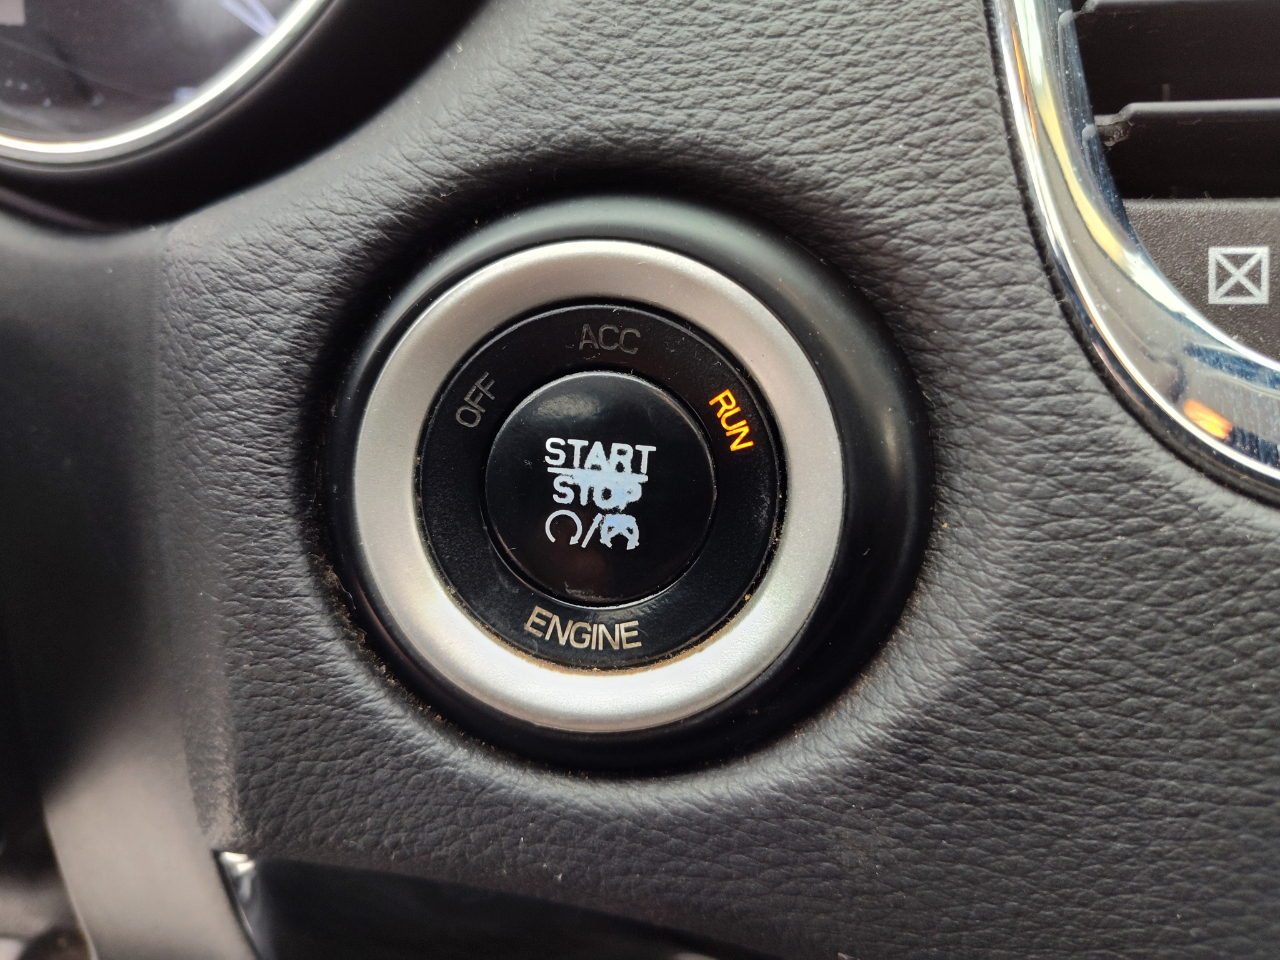 ACC
OFF
RUN
START
STOP
ENGINE